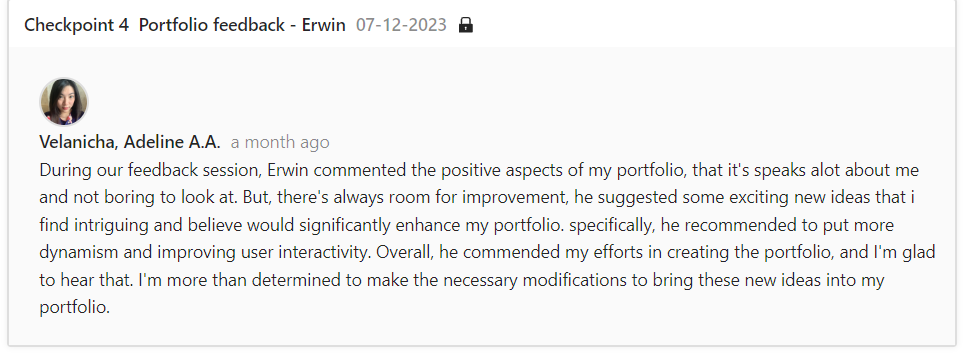 Checkpoint 4 Portfolio feedback - Erwin 07-12-2023
Velanicha, Adeline A.A. a month ago
During our feedback session, Erwin commented the positive aspects of my portfolio, that it's speaks alot about me
and not boring to look at. But, there's always room for improvement, he suggested some exciting new ideas that i
find intriguing and believe would significantly enhance my portfolio. specifically, he recommended to put more
dynamism and improving user interactivity. Overall, he commended my efforts in creating the portfolio, and I'm glad
to hear that. I'm more than determined to make the necessary modifications to bring these new ideas into my
portfolio.